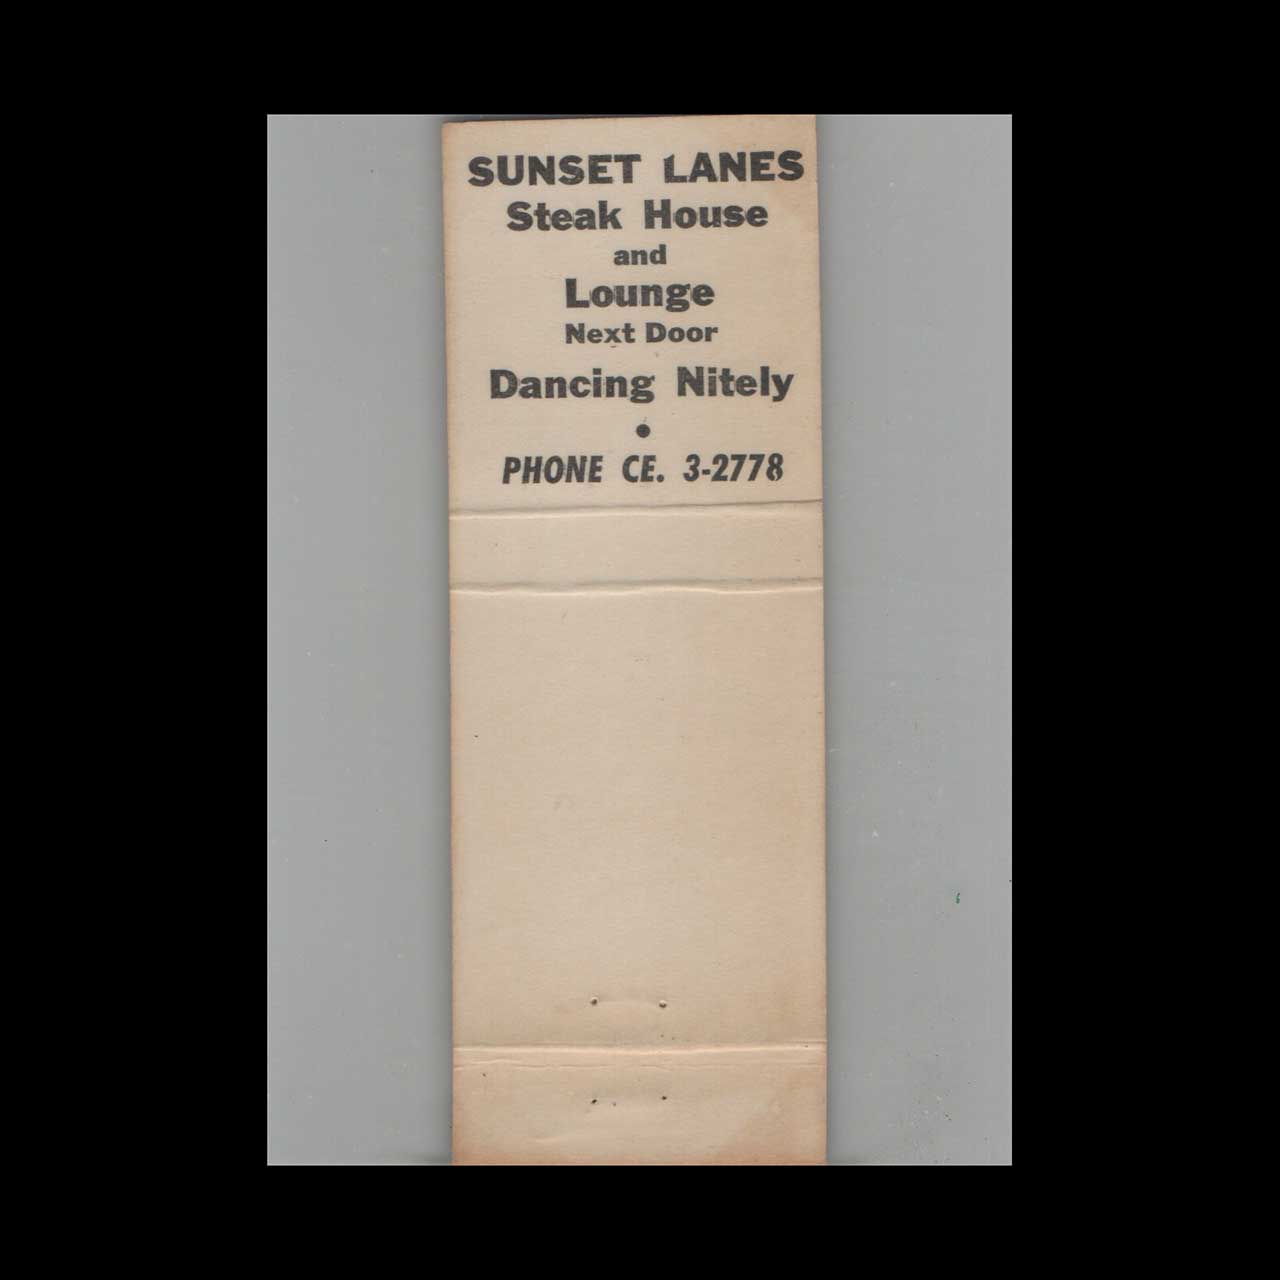 SUNSET LANES
Steak House
and
Lounge
Next Door
Dancing Nitely
•
PHONE CE. 3-2778